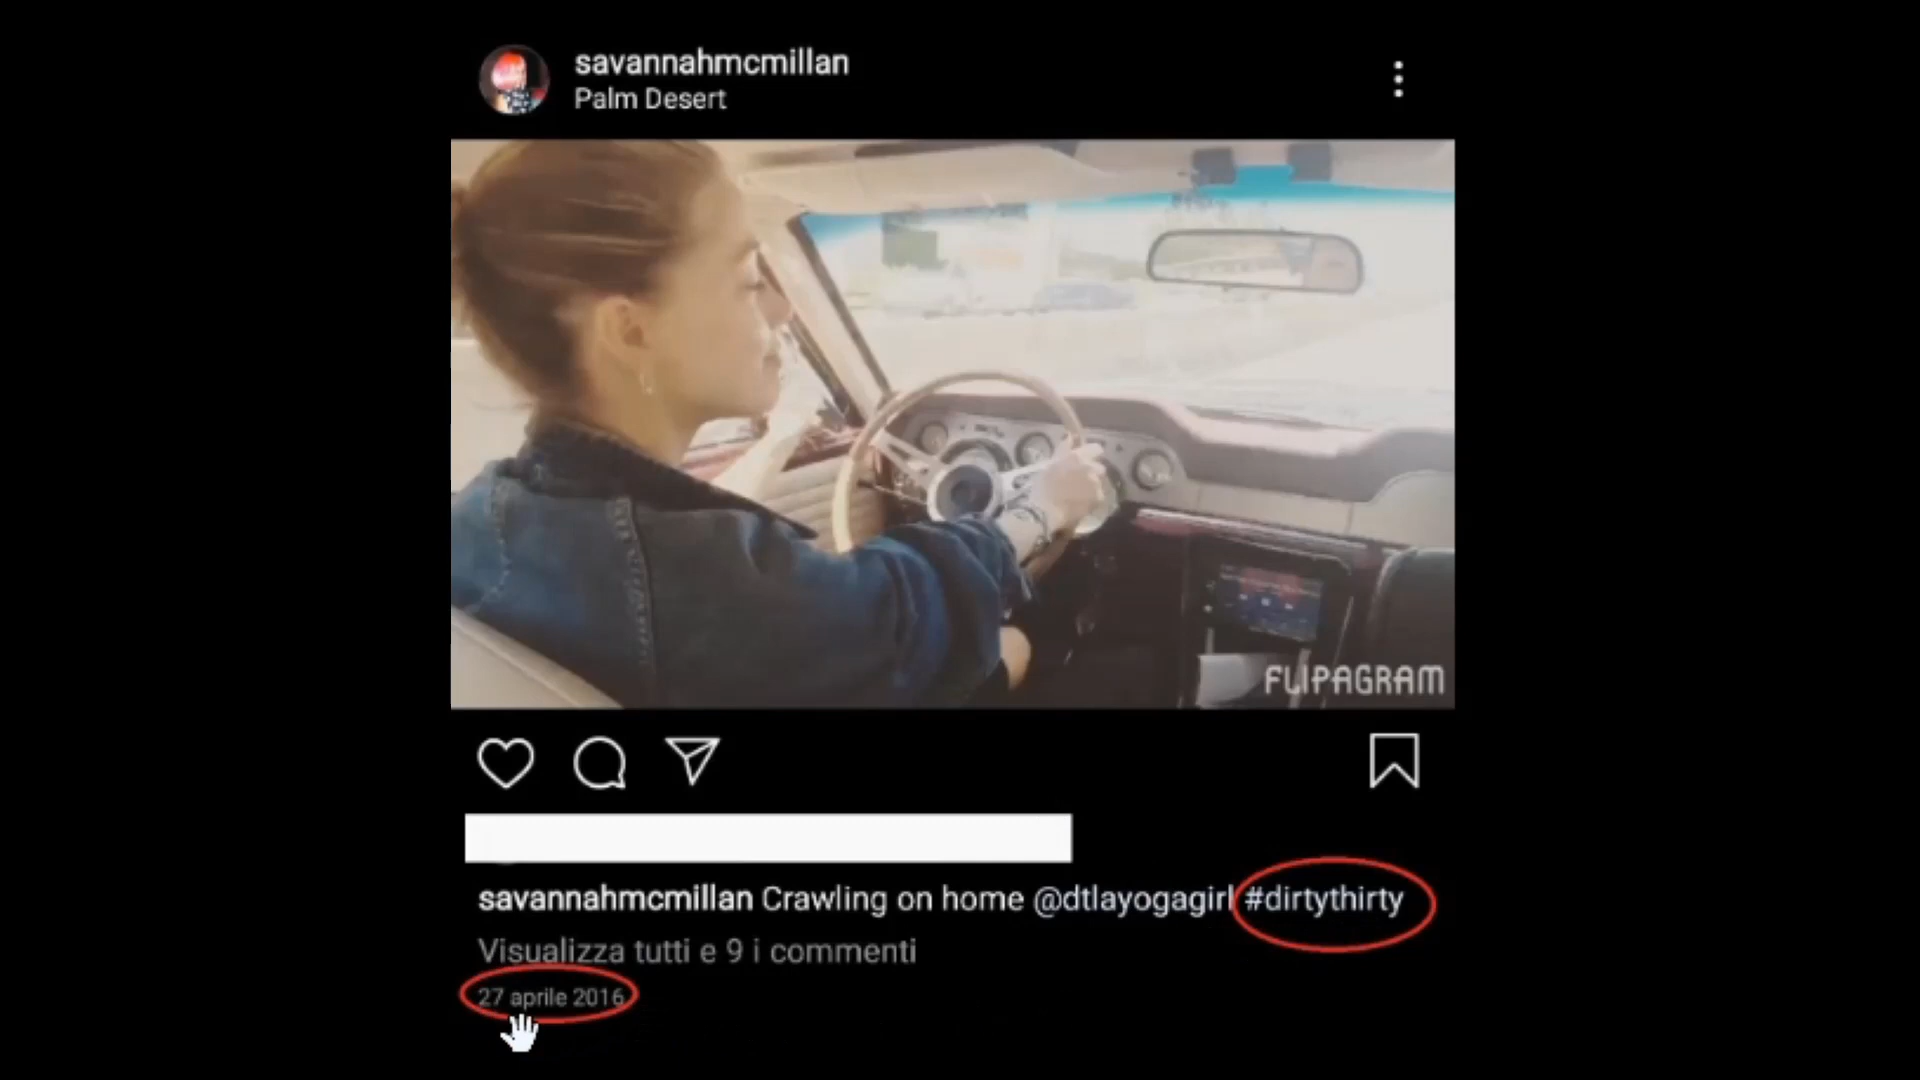 savannahmcmillan
Palm Desert
FLIPAGRAM
savannahmcmillan Crawling on home @dtlayogagirl #dirtythirty
Visualizza tutti e 9 i commenti
27 aprile 2016